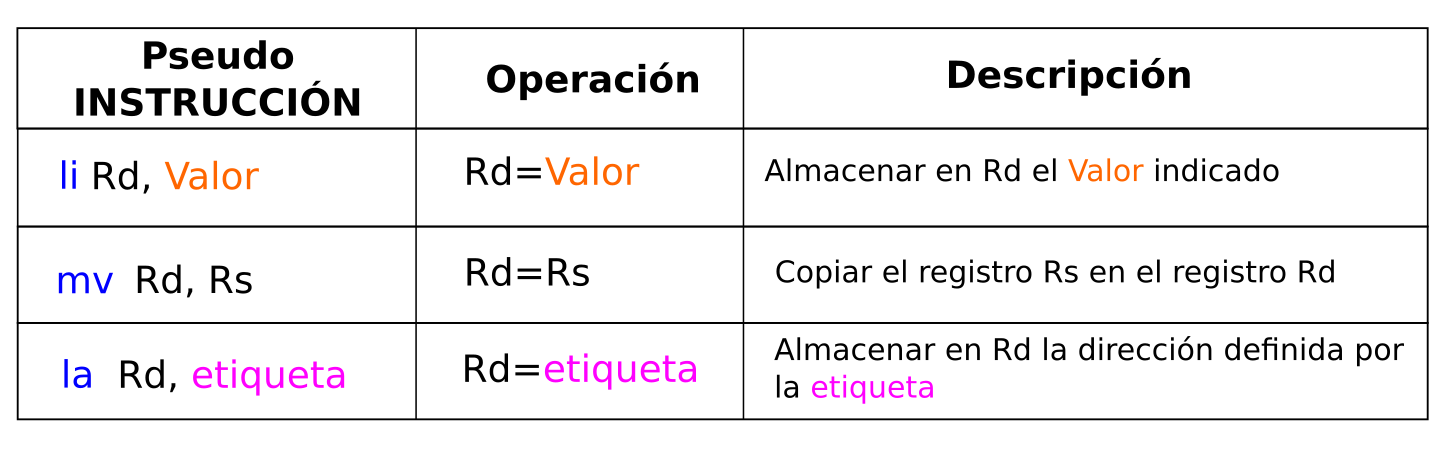 Pseudo
INSTRUCCIÓN
Operación
Descripción
li Rd, Valor
Rd=Valor
Almacenar en Rd el Valor indicado
mv Rd, Rs
Rd=Rs
Copiar el registro Rs en el registro Rd
la Rd, etiqueta
Rd=etiqueta
Almacenar en Rd la dirección definida por
la etiqueta